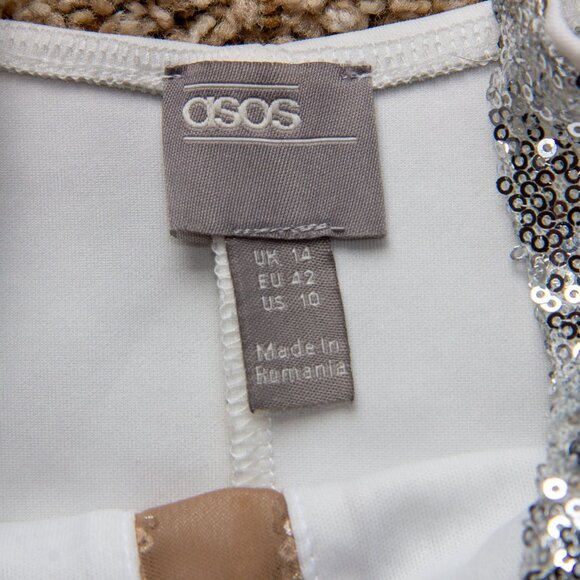 asos
UK 14
EU 42
US 10
Made in
Romania